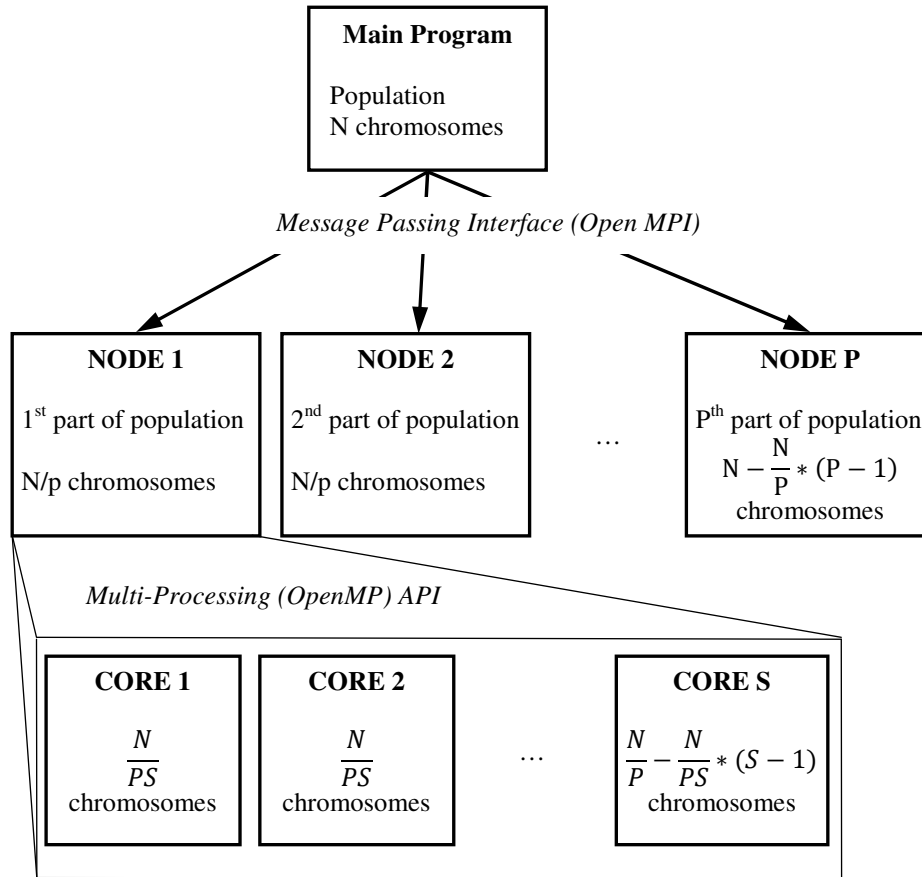 Main Program
Population
N chromosomes
Message Passing Interface (Open MPI)
NODE 1
1st part of population
N/p chromosomes
NODE 2
2nd part of population
N/p chromosomes
...
NODE P
Pth part of population
N − N/P * (P − 1)
chromosomes
Multi-Processing (OpenMP) API
CORE 1
N/PS
chromosomes
CORE 2
N/PS
chromosomes
...
CORE S
N/P − N/PS * (S − 1)
chromosomes